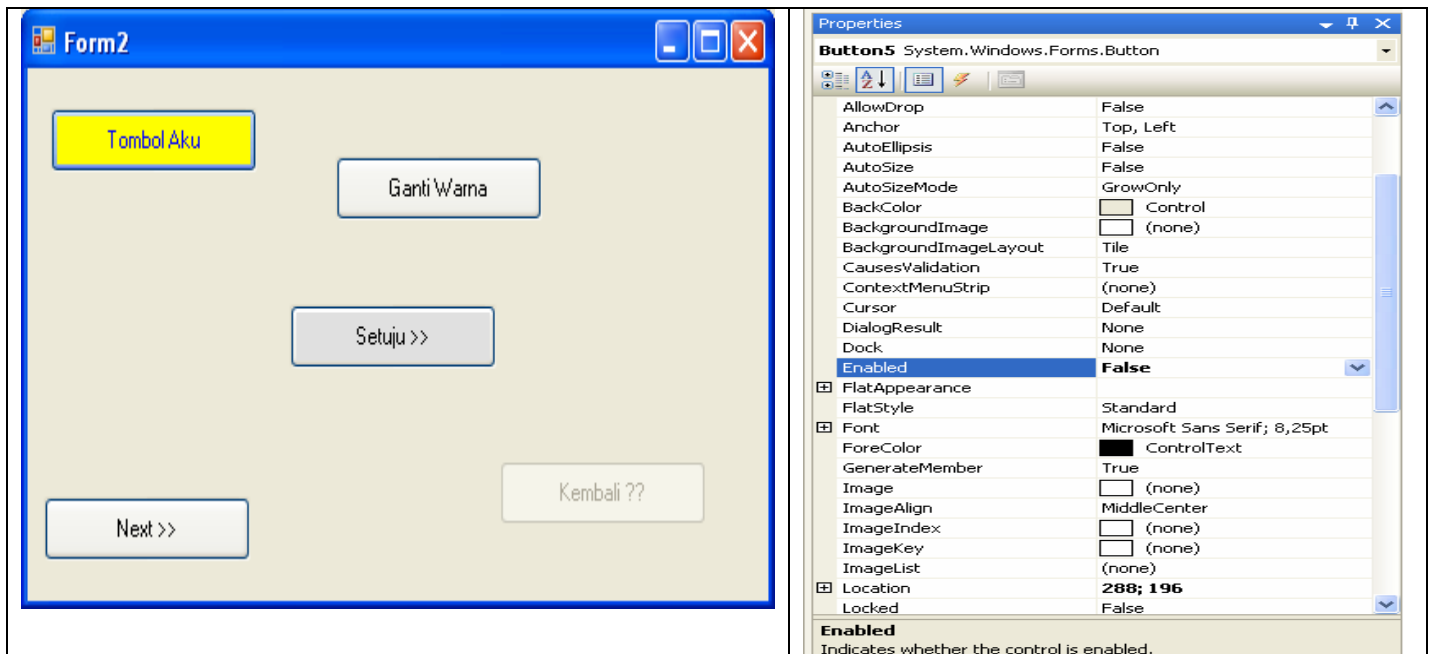 Form2
Tombol Aku
Ganti Warna
Setuju >>
Kembali ??
Next >>
Properties
Button5 System.Windows.Forms.Button
AllowDrop False
Anchor Top, Left
AutoEllipsis False
AutoSize False
AutoSizeMode GrowOnly
BackColor Control
BackgroundImage (none)
BackgroundImageLayout Tile
CausesValidation True
ContextMenuStrip (none)
Cursor Default
DialogResult None
Dock None
Enabled False
FlatAppearance
FlatStyle Standard
Font Microsoft Sans Serif; 8,25pt
ForeColor ControlText
GenerateMember True
Image (none)
ImageAlign MiddleCenter
ImageIndex (none)
ImageKey (none)
ImageList (none)
Location 288; 196
Locked False
Enabled
Indicates whether the control is enabled.